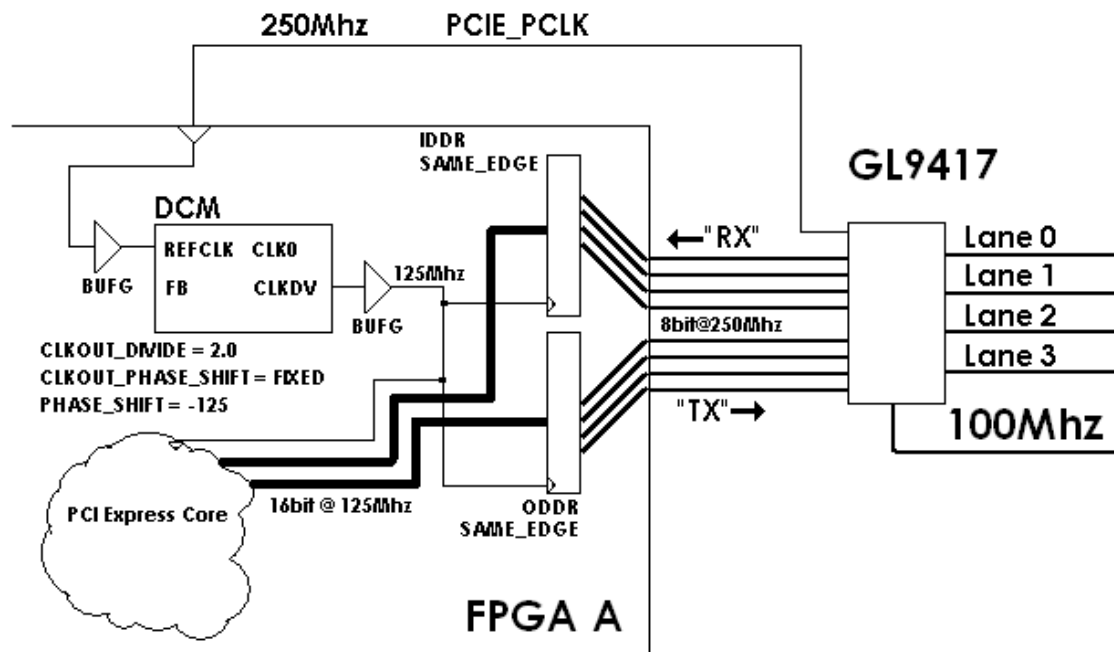 250Mhz PCIE_PCLK
IDDR
SAME_EDGE
GL9417
DCM
REFCLK CLK0
FB CLKDV
BUFG
BUFG
125Mhz
←"RX"
Lane 0
Lane 1
Lane 2
Lane 3
8bit@250Mhz
CLKOUT_DIVIDE = 2.0
CLKOUT_PHASE_SHIFT = FIXED
PHASE_SHIFT = -125
"TX"→
100Mhz
PCI Express Core
16bit @ 125Mhz
ODDR
SAME_EDGE
FPGA A